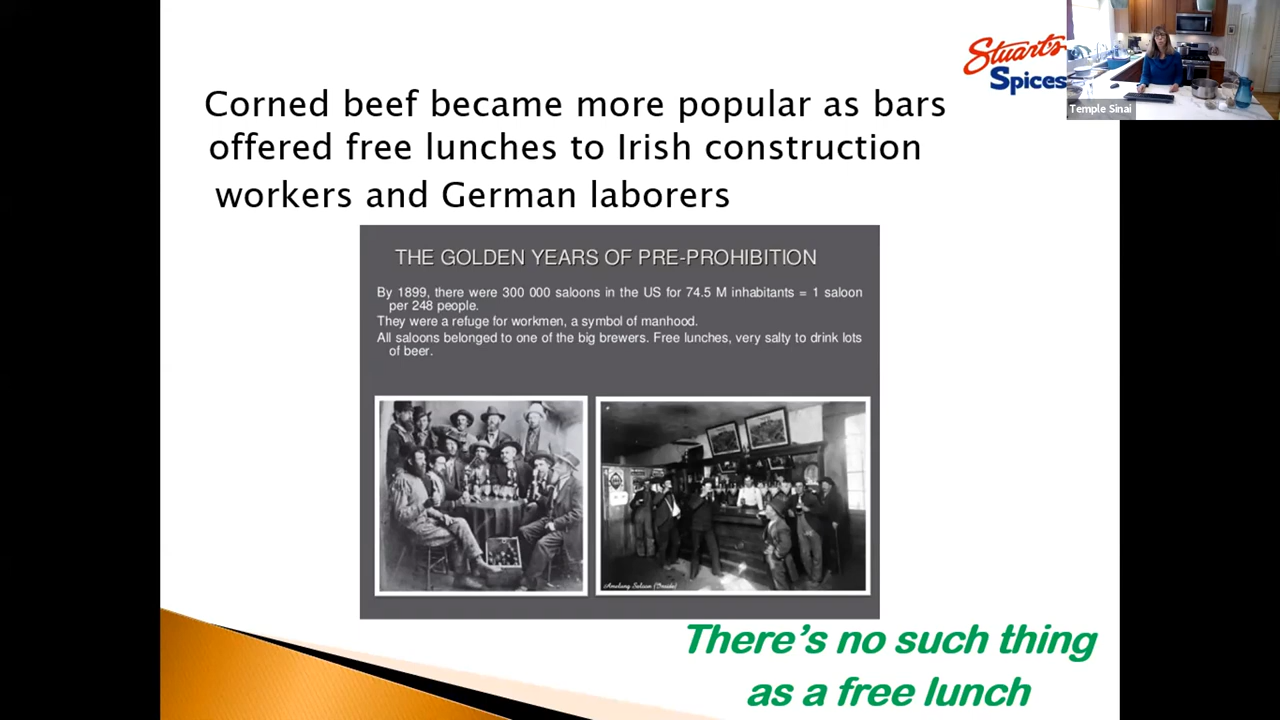 Stuart's
Spices
Temple Sinai
Corned beef became more popular as bars
offered free lunches to Irish construction
workers and German laborers
THE GOLDEN YEARS OF PRE-PROHIBITION
By 1899, there were 300 000 saloons in the US for 74.5 M inhabitants = 1 saloon
per 248 people.
They were a refuge for workmen, a symbol of manhood.
All saloons belonged to one of the big brewers. Free lunches, very salty to drink lots
of beer.
Ameling Saloon (Inside)
There's no such thing
as a free lunch